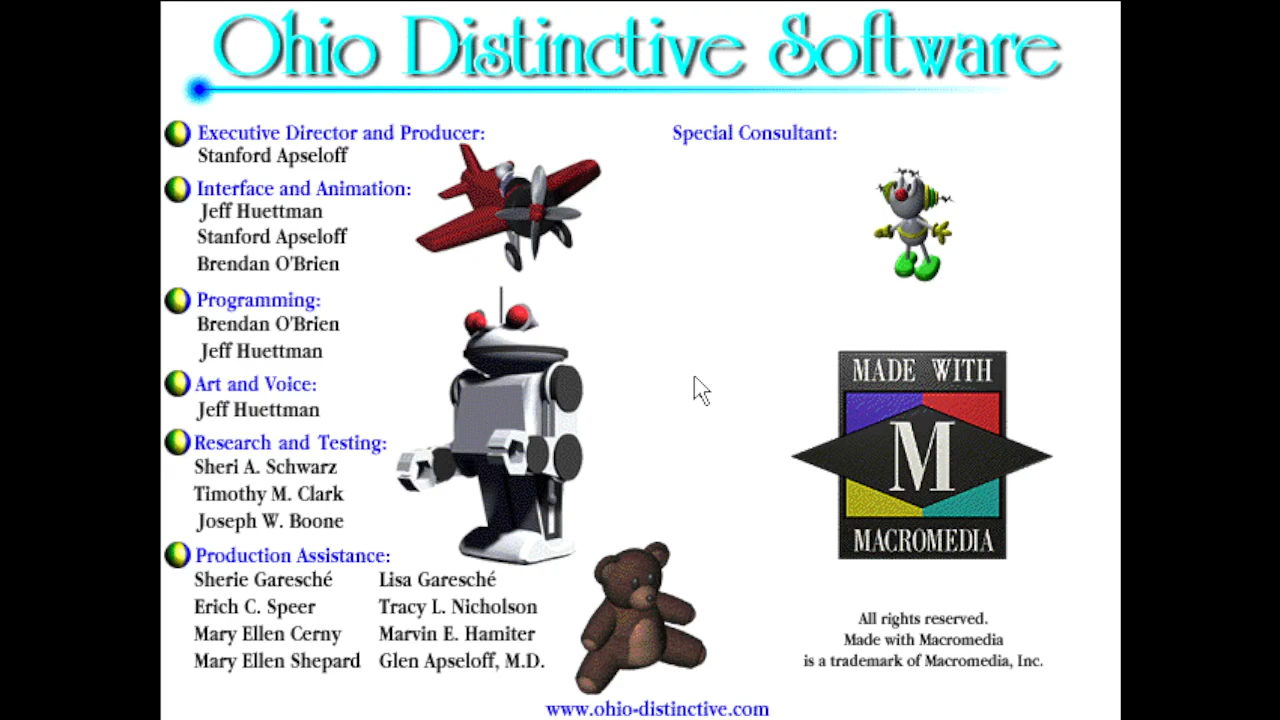 Ohio Distinctive Software
Executive Director and Producer:
Stanford Apseloff
Interface and Animation:
Jeff Huettman
Stanford Apseloff
Brendan O'Brien
Programming:
Brendan O'Brien
Jeff Huettman
Art and Voice:
Jeff Huettman
Research and Testing:
Sheri A. Schwarz
Timothy M. Clark
Joseph W. Boone
Production Assistance:
Sherie Garesché
Erich C. Speer
Mary Ellen Cerny
Mary Ellen Shepard
Lisa Garesché
Tracy L. Nicholson
Marvin E. Hamiter
Glen Apseloff, M.D.
Special Consultant:
MADE WITH
M
MACROMEDIA
All rights reserved.
Made with Macromedia
is a trademark of Macromedia, Inc.
www.ohio-distinctive.com